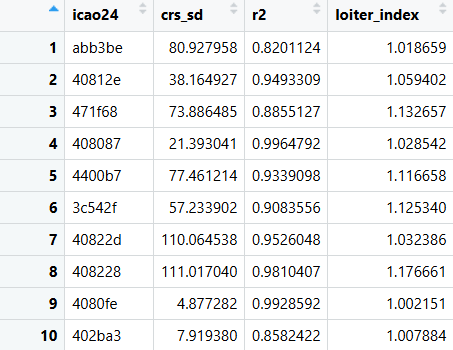 icao24 crs_sd r2 loiter_index
1 abb3be 80.927958 0.8201124 1.018659
2 40812e 38.164927 0.9493309 1.059402
3 471f68 73.886485 0.8855127 1.132657
4 408087 21.393041 0.9964792 1.028542
5 4400b7 77.461214 0.9339098 1.116658
6 3c542f 57.233902 0.9083556 1.125340
7 40822d 110.064538 0.9526048 1.032386
8 408228 111.017040 0.9810407 1.176661
9 4080fe 4.877282 0.9928592 1.002151
10 402ba3 7.919380 0.8582422 1.007884